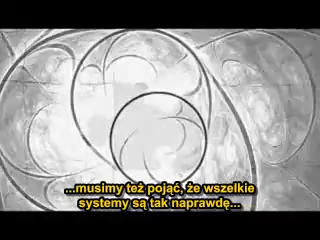 ...musimy też pojąć, że wszelkie
systemy są tak naprawdę...